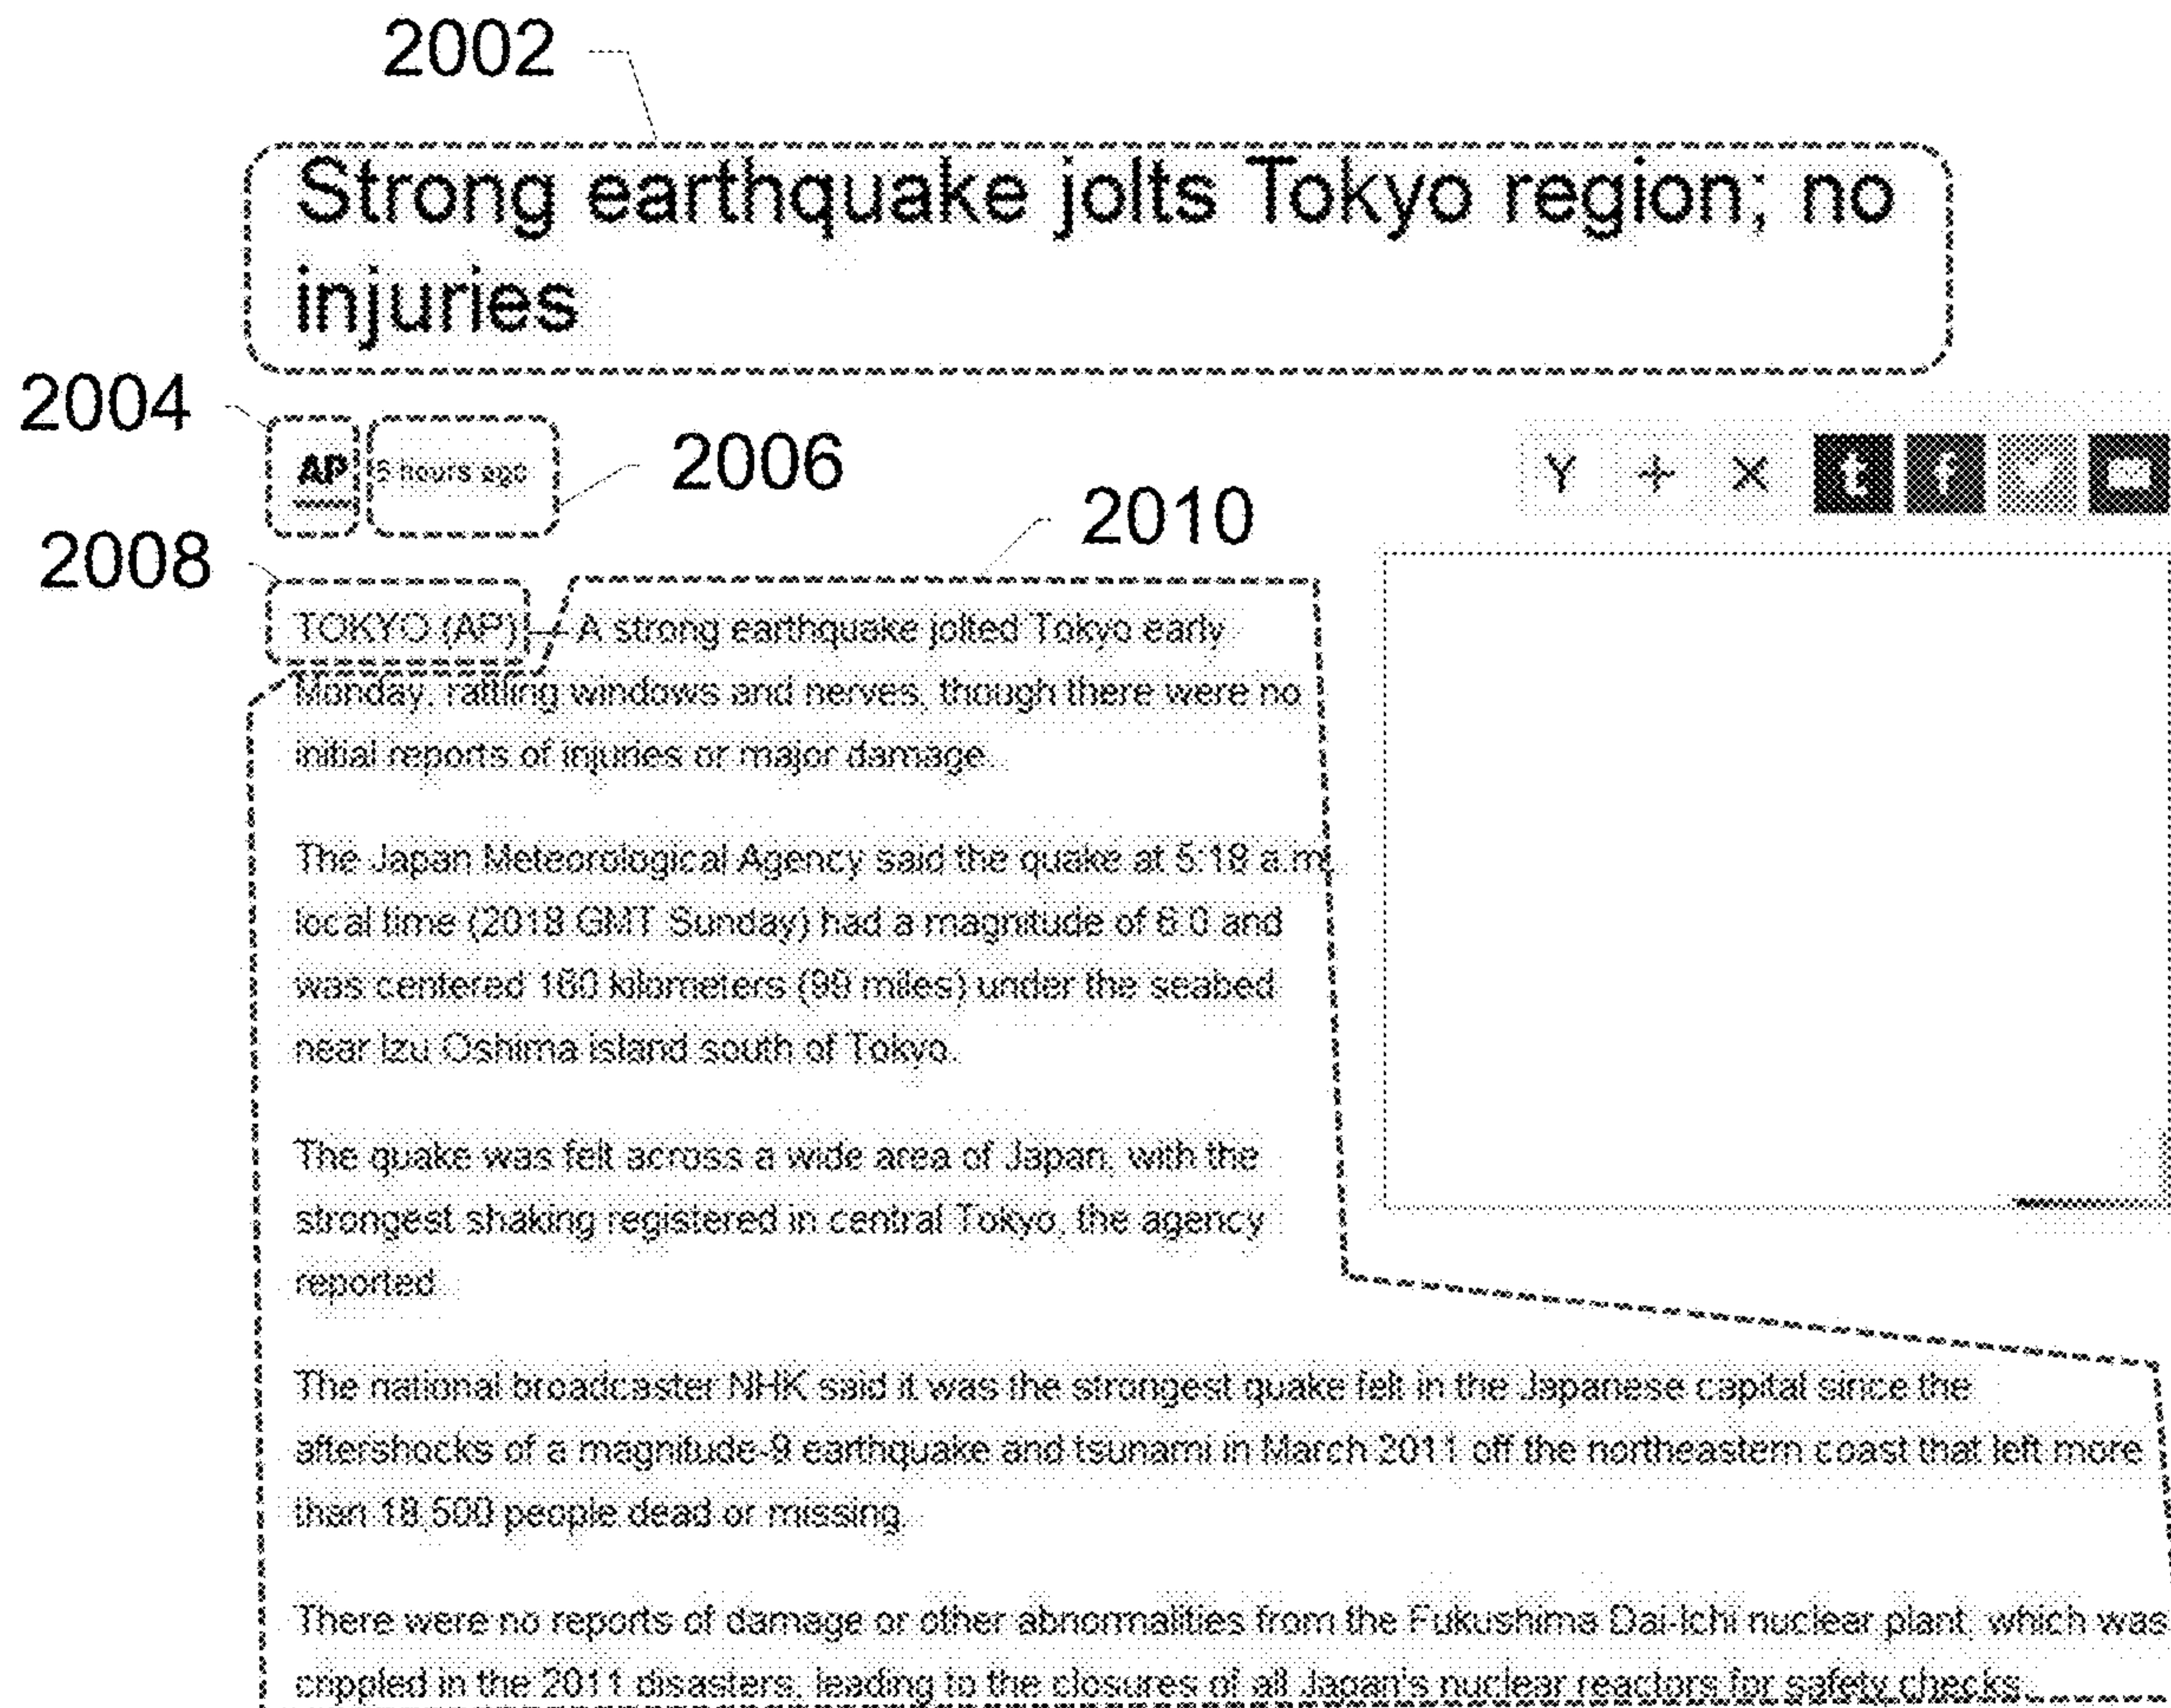 2002
Strong earthquake jolts Tokyo region; no
injuries
2004
AP
5 hours ago
2006
Y + X t f
2008
2010
TOKYO (AP) — A strong earthquake jolted Tokyo early
Monday, rattling windows and nerves, though there were no
initial reports of injuries or major damage.
The Japan Meteorological Agency said the quake at 5:18 a.m.
local time (2018 GMT Sunday) had a magnitude of 6.0 and
was centered 160 kilometers (99 miles) under the seabed
near Izu Oshima island south of Tokyo.
The quake was felt across a wide area of Japan, with the
strongest shaking registered in central Tokyo, the agency
reported.
The national broadcaster NHK said it was the strongest quake felt in the Japanese capital since the
aftershocks of a magnitude-9 earthquake and tsunami in March 2011 off the northeastern coast that left more
than 18,500 people dead or missing.
There were no reports of damage or other abnormalities from the Fukushima Dai-Ichi nuclear plant, which was
crippled in the 2011 disasters, leading to the closures of all Japan's nuclear reactors for safety checks.